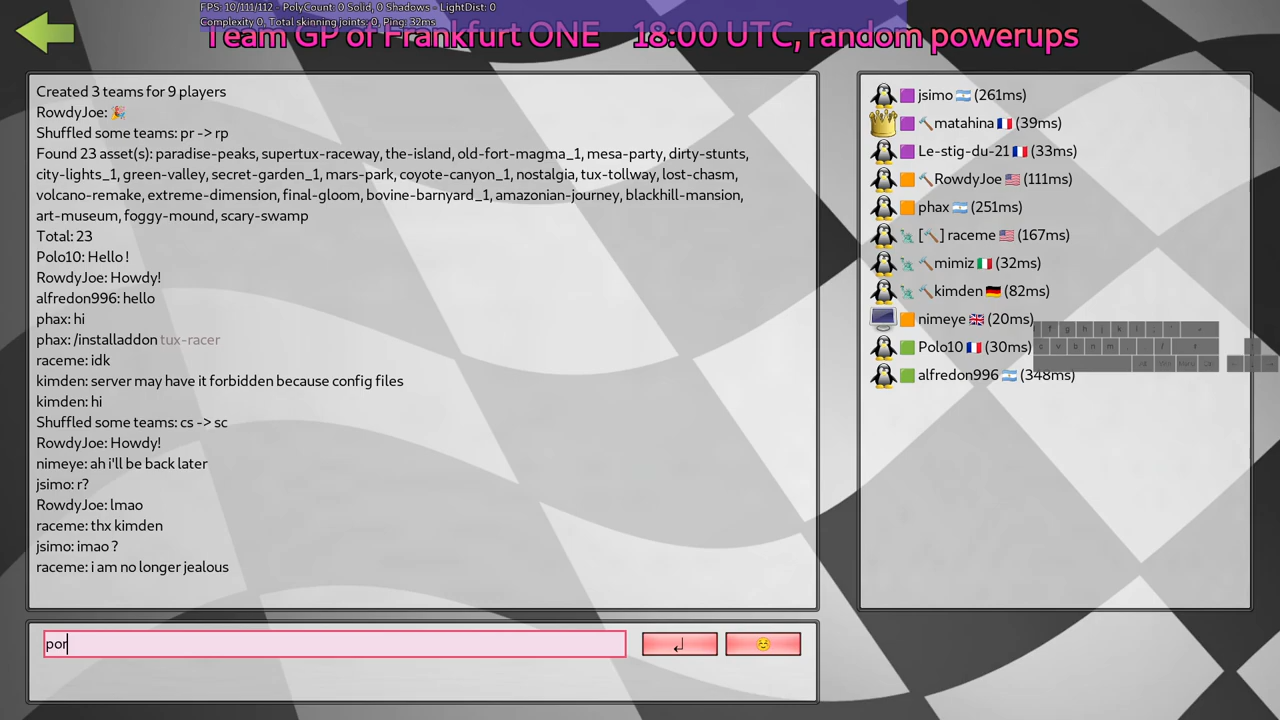 FPS: 10/111/112 - PolyCount: 0 Solid, 0 Shadows - LightDist: 0
Complexity 0, Total skinning joints: 0, Ping: 32ms
Team GP of Frankfurt ONE 18:00 UTC, random powerups
Created 3 teams for 9 players
RowdyJoe: 🎉
Shuffled some teams: pr -> rp
Found 23 asset(s): paradise-peaks, supertux-raceway, the-island, old-fort-magma_1, mesa-party, dirty-stunts,
city-lights_1, green-valley, secret-garden_1, mars-park, coyote-canyon_1, nostalgia, tux-tollway, lost-chasm,
volcano-remake, extreme-dimension, final-gloom, bovine-barnyard_1, amazonian-journey, blackhill-mansion,
art-museum, foggy-mound, scary-swamp
Total: 23
Polo10: Hello !
RowdyJoe: Howdy!
alfredon996: hello
phax: hi
phax: /installaddon tux-racer
raceme: idk
kimden: server may have it forbidden because config files
kimden: hi
Shuffled some teams: cs -> sc
RowdyJoe: Howdy!
nimeye: ah i'll be back later
jsimo: r?
RowdyJoe: lmao
raceme: thx kimden
jsimo: imao ?
raceme: i am no longer jealous
por
jsimo 🇦🇷 (261ms)
🔨matahina 🇫🇷 (39ms)
Le-stig-du-21 🇫🇷 (33ms)
🔨RowdyJoe 🇺🇸 (111ms)
phax 🇦🇷 (251ms)
🗽 [🔨] raceme 🇺🇸 (167ms)
🗽 🔨mimiz 🇮🇹 (32ms)
🗽 🔨kimden 🇩🇪 (82ms)
nimeye 🇬🇧 (20ms)
Polo10 🇫🇷 (30ms)
alfredon996 🇦🇷 (348ms)
f g h j k l
c v b n m